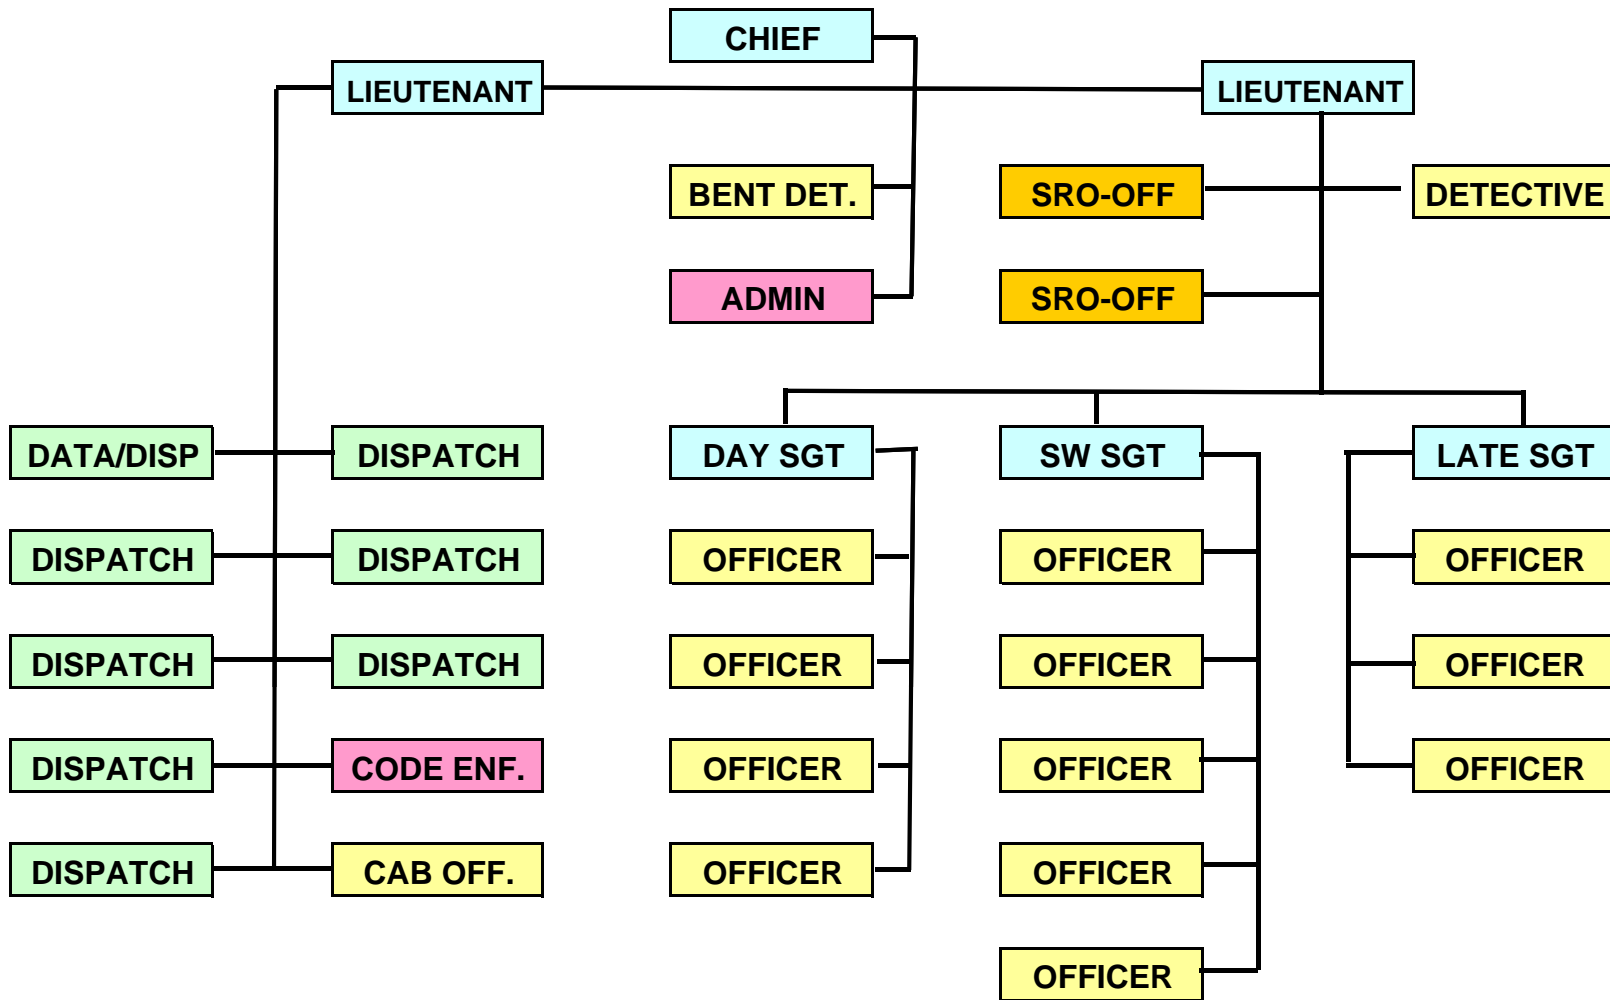 CHIEF
LIEUTENANT
LIEUTENANT
BENT DET.
SRO-OFF
DETECTIVE
ADMIN
SRO-OFF
DATA/DISP
DISPATCH
DAY SGT
SW SGT
LATE SGT
DISPATCH
DISPATCH
OFFICER
OFFICER
OFFICER
DISPATCH
DISPATCH
OFFICER
OFFICER
OFFICER
DISPATCH
CODE ENF.
OFFICER
OFFICER
OFFICER
DISPATCH
CAB OFF.
OFFICER
OFFICER
OFFICER